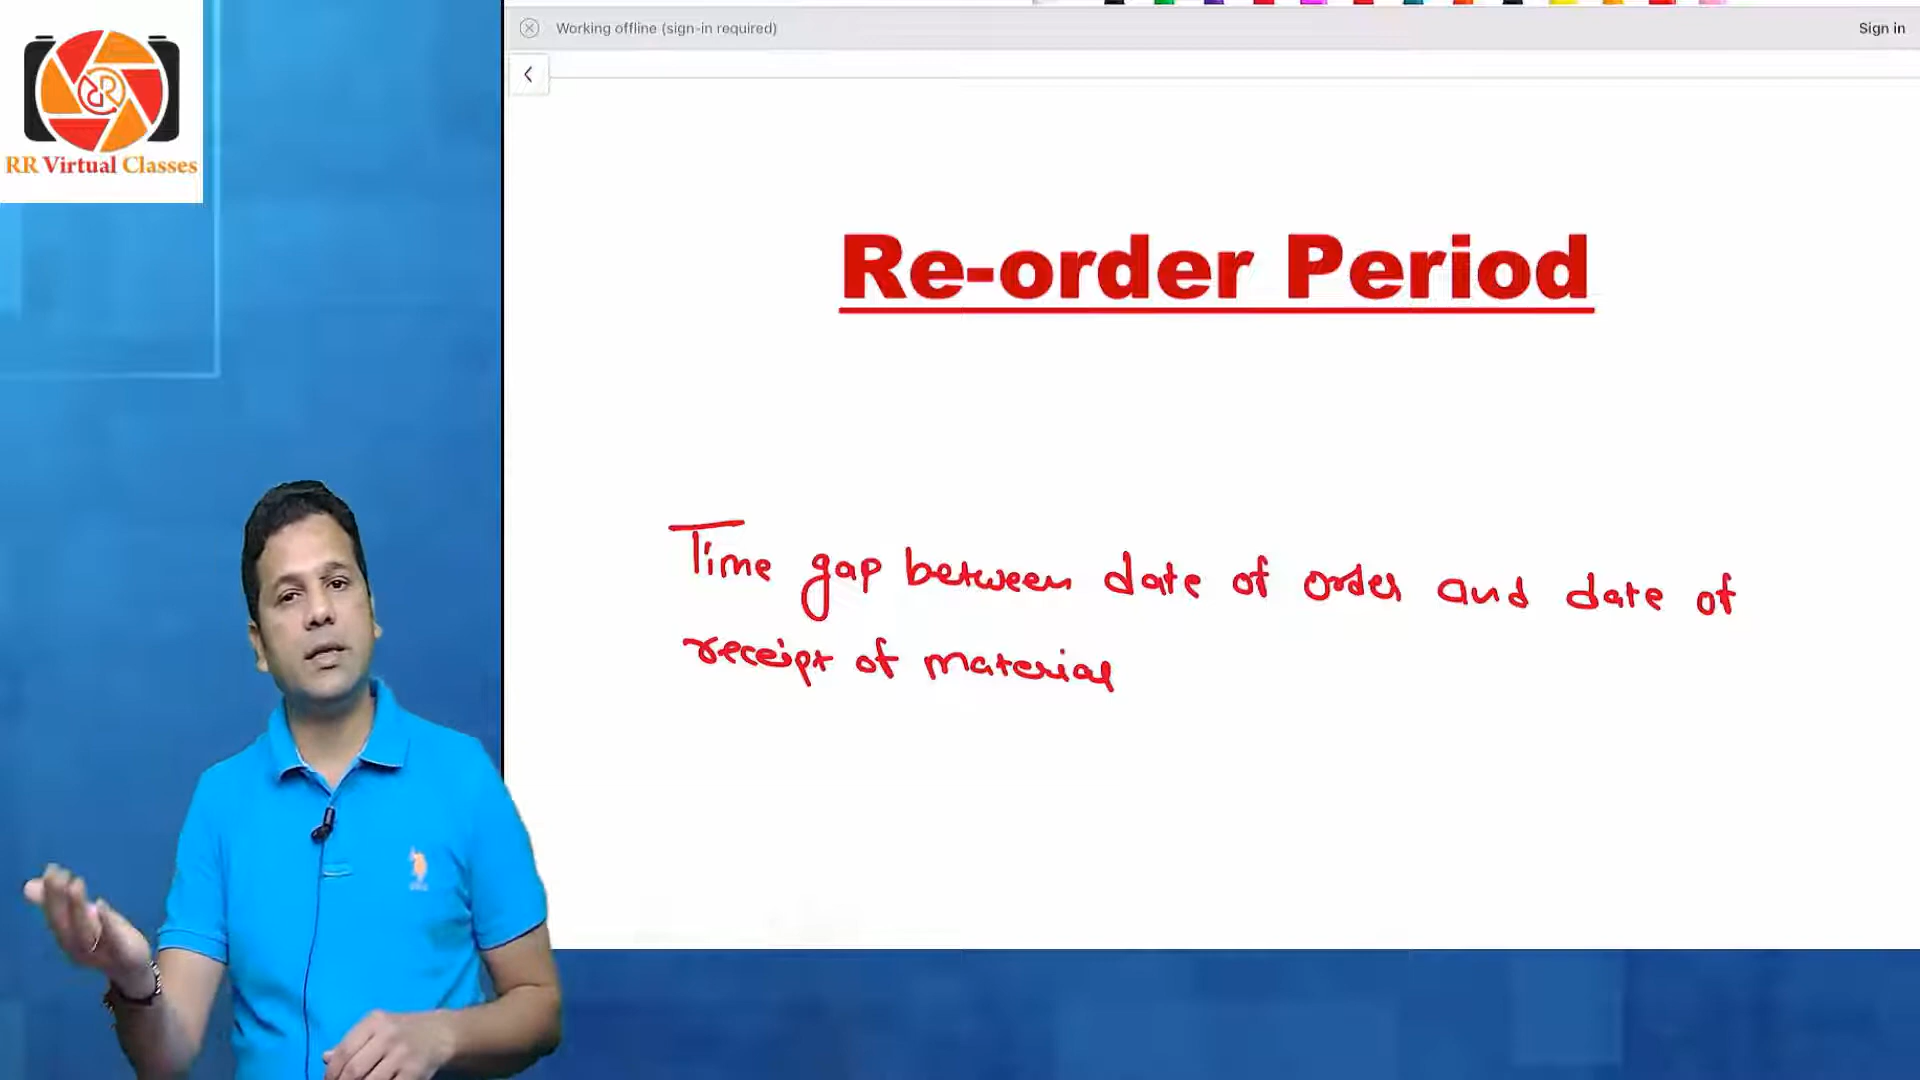 RR Virtual Classes
Working offline (sign-in required)
Sign in
Re-order Period
Time gap between date of order and date of
receipt of material